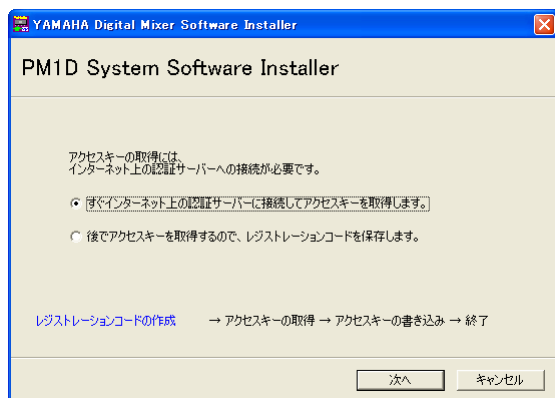 YAMAHA Digital Mixer Software Installer
PM1D System Software Installer
アクセスキーの取得には、
インターネット上の認証サーバーへの接続が必要です。
すぐインターネット上の認証サーバーに接続してアクセスキーを取得します。
後でアクセスキーを取得するので、レジストレーションコードを保存します。
レジストレーションコードの作成 → アクセスキーの取得 → アクセスキーの書き込み → 終了
次へ キャンセル